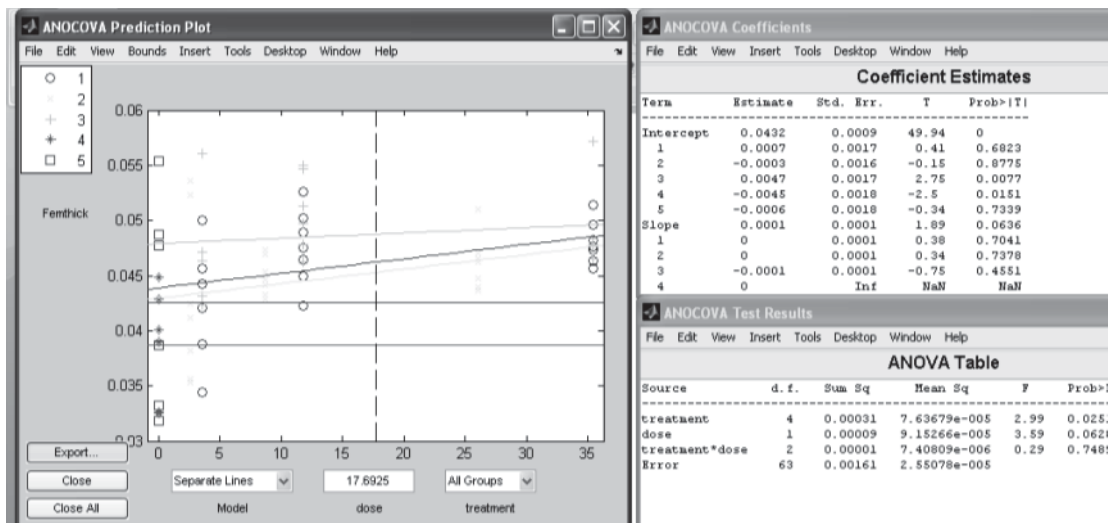 ANOCOVA Prediction Plot
File Edit View Bounds Insert Tools Desktop Window Help
1
2
3
4
5
Femthick
0.06
0.055
0.05
0.045
0.04
0.035
0.03
0 5 10 15 20 25 30 35
Export...
Close
Close All
Separate Lines
17.6925
All Groups
Model
dose
treatment
ANOCOVA Coefficients
File Edit View Insert Tools Desktop Window Help
Coefficient Estimates
Term Estimate Std. Err. T Prob>|T|
Intercept 0.0432 0.0009 49.94 0
1 0.0007 0.0017 0.41 0.6823
2 -0.0003 0.0016 -0.15 0.8775
3 0.0047 0.0017 2.75 0.0077
4 -0.0045 0.0018 -2.5 0.0151
5 -0.0006 0.0018 -0.34 0.7339
Slope 0.0001 0.0001 1.89 0.0636
1 0 0.0001 0.38 0.7041
2 0 0.0001 0.34 0.7378
3 -0.0001 0.0001 -0.75 0.4551
4 0 Inf NaN NaN
ANOCOVA Test Results
File Edit View Insert Tools Desktop Window Help
ANOVA Table
Source d.f. Sum Sq Mean Sq F Prob>
treatment 4 0.00031 7.63679e-005 2.99 0.025
dose 1 0.00009 9.15266e-005 3.59 0.062
treatment*dose 2 0.00001 7.40809e-006 0.29 0.748
Error 63 0.00161 2.55078e-005